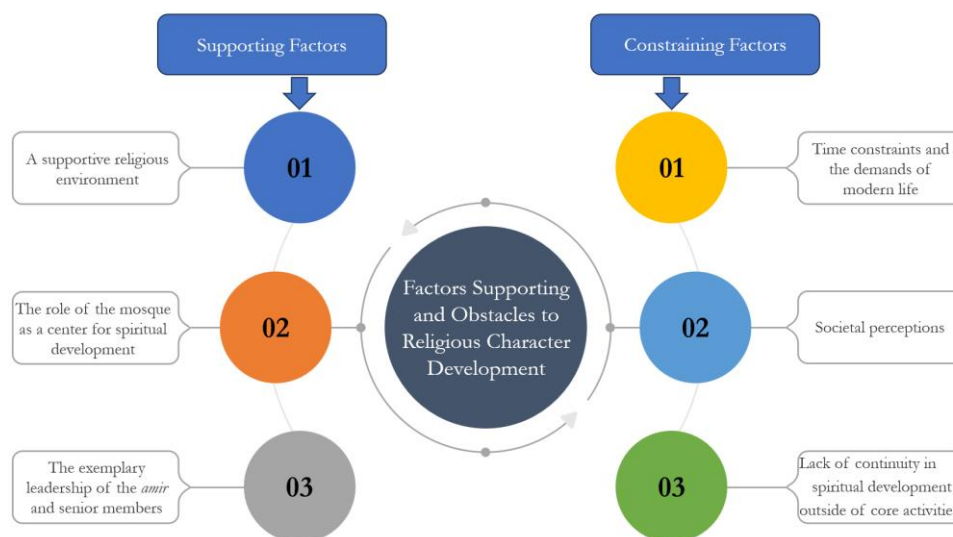 Supporting Factors
01
A supportive religious
environment
02
The role of the mosque
as a center for spiritual
development
03
The exemplary
leadership of the amir
and senior members
Factors Supporting
and Obstacles to
Religious Character
Development
Constraining Factors
01
Time constraints and
the demands of
modern life
02
Societal perceptions
03
Lack of continuity in
spiritual development
outside of core activitie